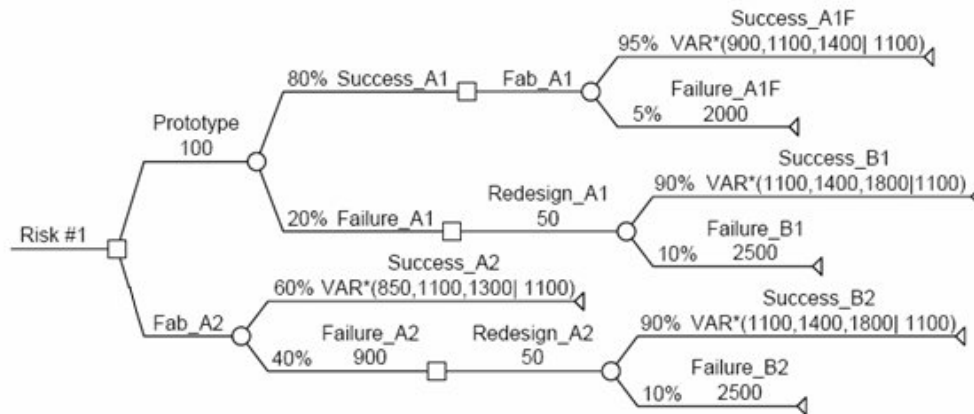 Success_A1F
95% VAR*(900,1100,1400| 1100)
80% Success_A1
Fab_A1
Failure_A1F
5% 2000
Prototype
100
Success_B1
90% VAR*(1100,1400,1800|1100)
Redesign_A1
50
20% Failure_A1
Failure_B1
10% 2500
Risk #1
Success_A2
60% VAR*(850,1100,1300| 1100)
Success_B2
90% VAR*(1100,1400,1800| 1100)
Fab_A2
Failure_A2
40% 900
Redesign_A2
50
Failure_B2
10% 2500